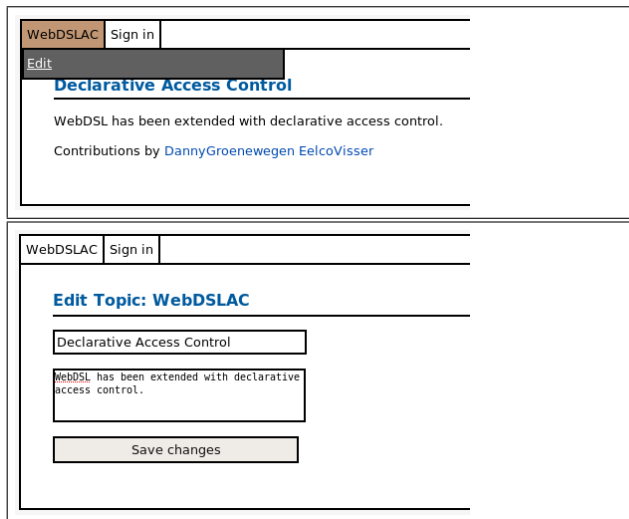 WebDSLAC Sign in
Edit
Declarative Access Control
WebDSL has been extended with declarative access control.
Contributions by DannyGroenewegen EelcoVisser
WebDSLAC Sign in
Edit Topic: WebDSLAC
Declarative Access Control
WebDSL has been extended with declarative
access control.
Save changes